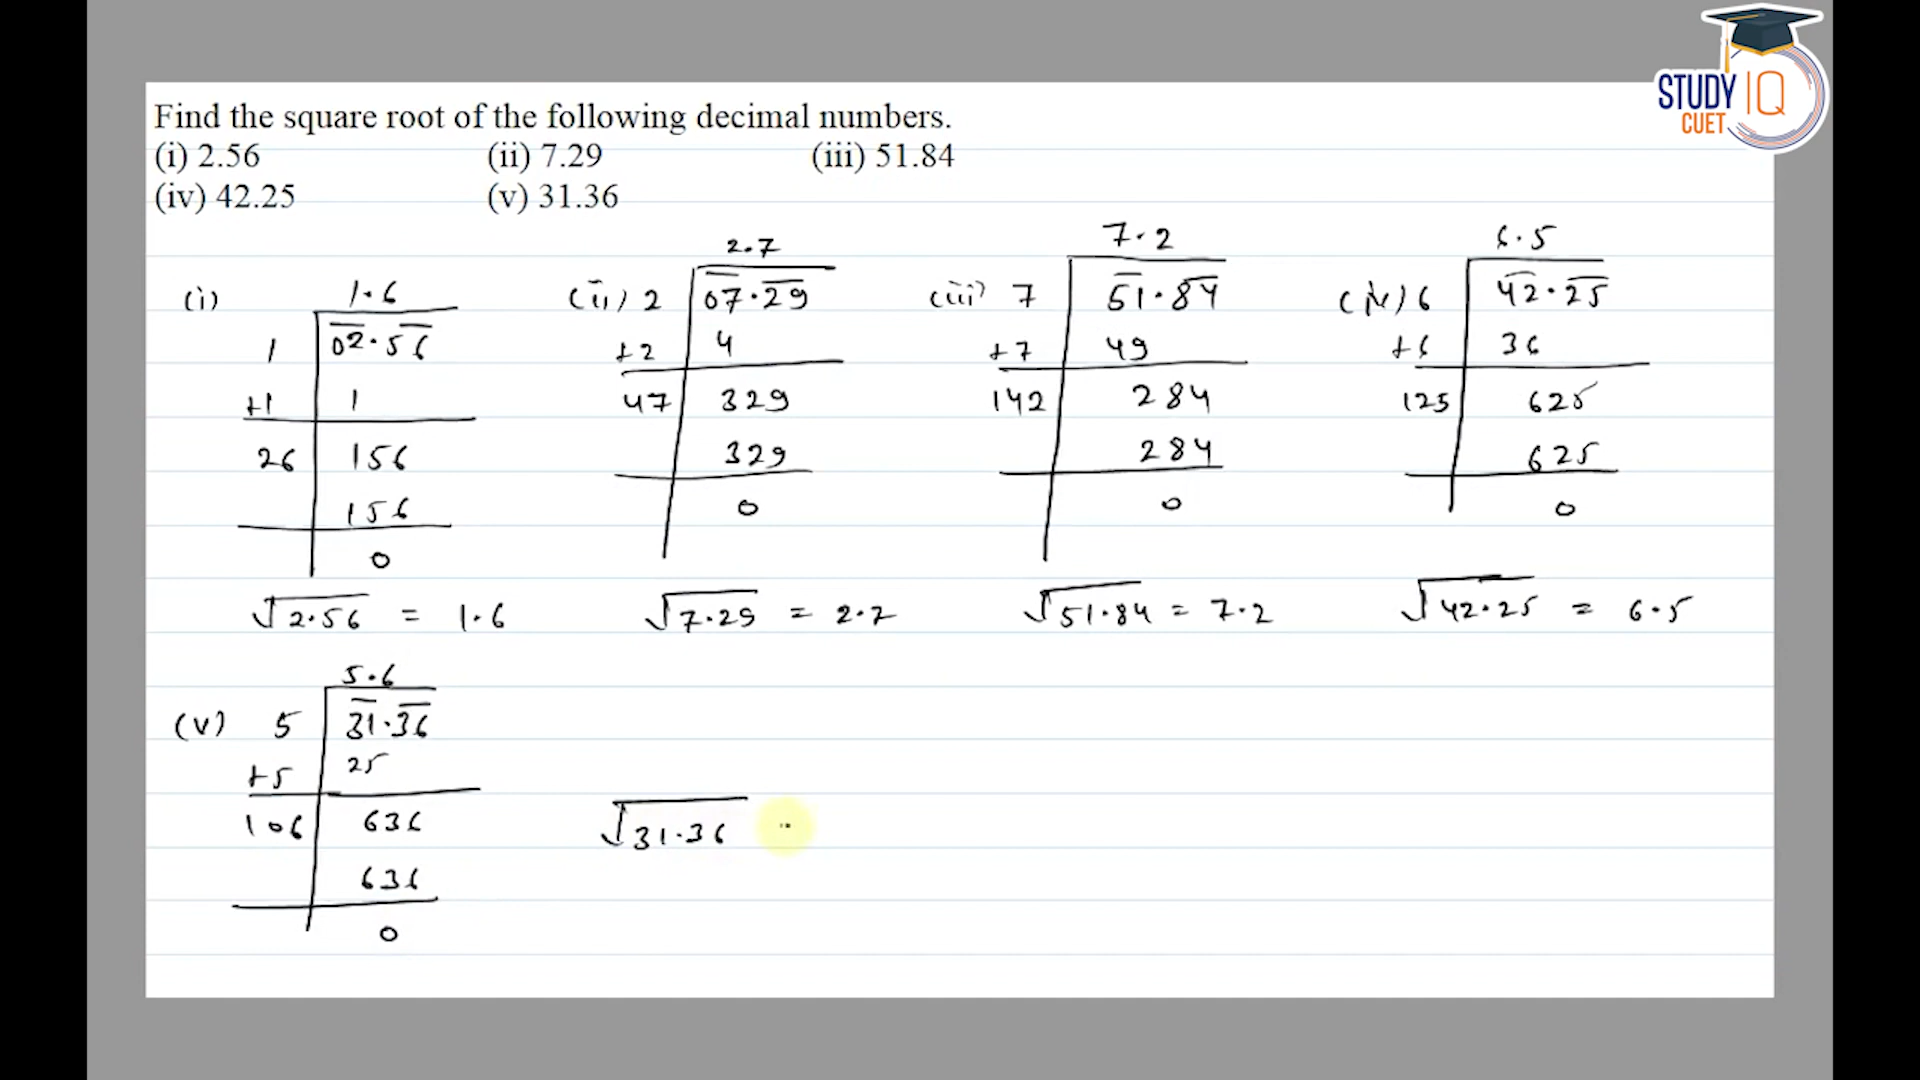 STUDY IQ
CUET
Find the square root of the following decimal numbers.
(i) 2.56 (ii) 7.29 (iii) 51.84
(iv) 42.25 (v) 31.36
(i)
1.6
1 02.56
+1 1
26 156
156
0
√2.56 = 1.6
(ii)
2.7
2 07.29
+2 4
47 329
329
0
√7.29 = 2.7
(iii)
7.2
7 51.84
+7 49
142 284
284
0
√51.84 = 7.2
(iv)
6.5
6 42.25
+6 36
125 625
625
0
√42.25 = 6.5
(v)
5.6
5 31.36
+5 25
106 636
636
0
√31.36